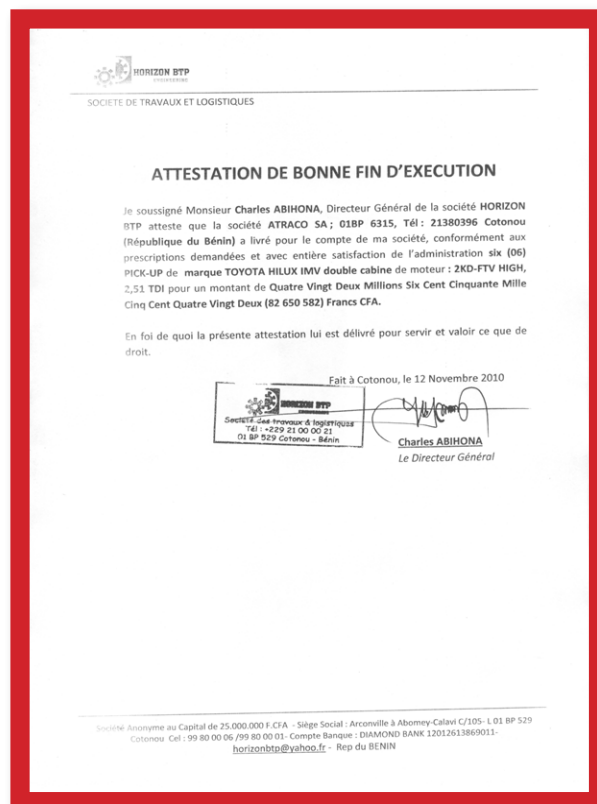 HORIZON BTP
ENGINEERING
SOCIETE DE TRAVAUX ET LOGISTIQUES
ATTESTATION DE BONNE FIN D'EXECUTION
Je soussigné Monsieur Charles ABIHONA, Directeur Général de la société HORIZON
BTP atteste que la société ATRACO SA ; 01BP 6315, Tél : 21380396 Cotonou
(République du Bénin) a livré pour le compte de ma société, conformément aux
prescriptions demandées et avec entière satisfaction de l'administration six (06)
PICK-UP de marque TOYOTA HILUX IMV double cabine de moteur : 2KD-FTV HIGH,
2,51 TDI pour un montant de Quatre Vingt Deux Millions Six Cent Cinquante Mille
Cinq Cent Quatre Vingt Deux (82 650 582) Francs CFA.
En foi de quoi la présente attestation lui est délivré pour servir et valoir ce que de
droit.
Fait à Cotonou, le 12 Novembre 2010
HORIZON BTP
Société des travaux & logistiques
Tél : +229 21 00 00 21
01 BP 529 Cotonou - Bénin
Charles ABIHONA
Le Directeur Général
Société Anonyme au Capital de 25.000.000 F.CFA - Siège Social : Arconville à Abomey-Calavi C/105- L 01 BP 529
Cotonou Cel : 99 80 00 06 /99 80 00 01- Compte Banque : DIAMOND BANK 12012613869011-
horizonbtp@yahoo.fr - Rep du BENIN